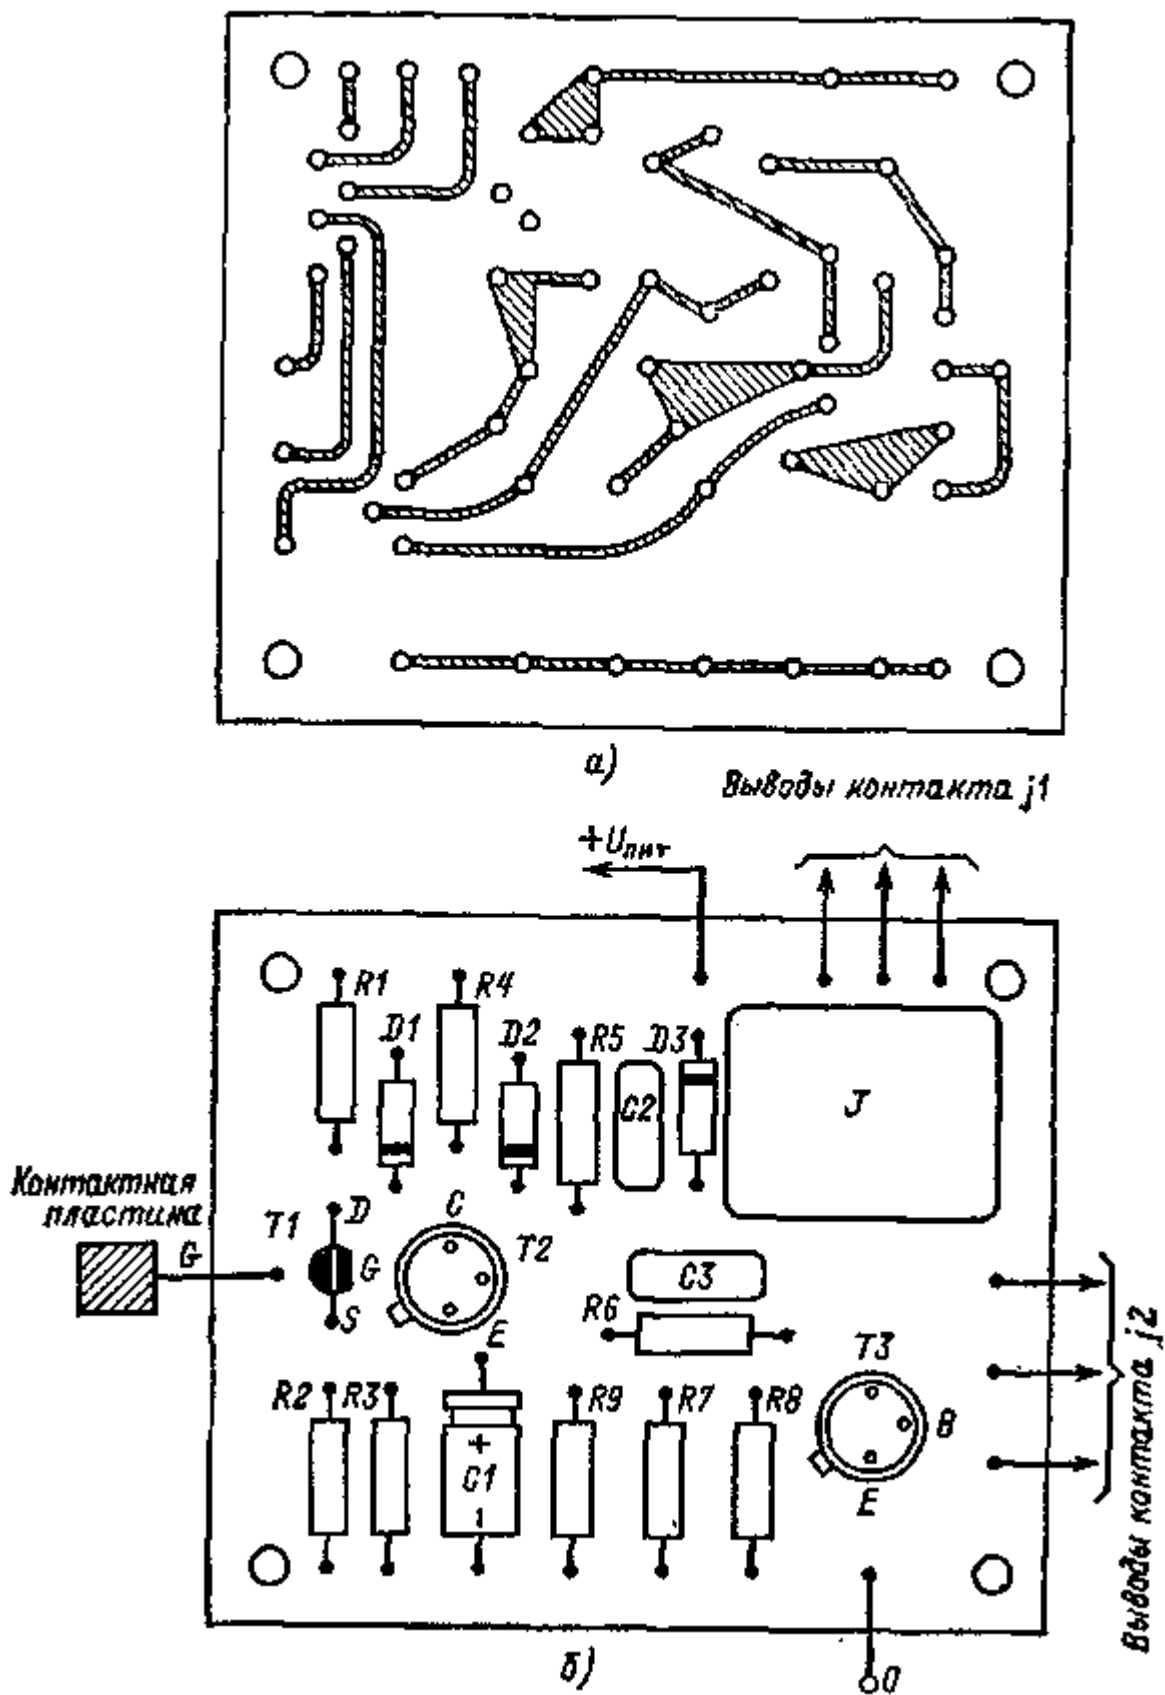 а)
Выводы контакта j1
+Uпит
R1
R4
D1
D2
R5
D3
C2
J
Контактная
пластина
G
T1
D
G
S
C
T2
E
C3
R6
T3
B
E
R2
R3
+
C1
-
R9
R7
R8
Выводы контакта j2
0
б)